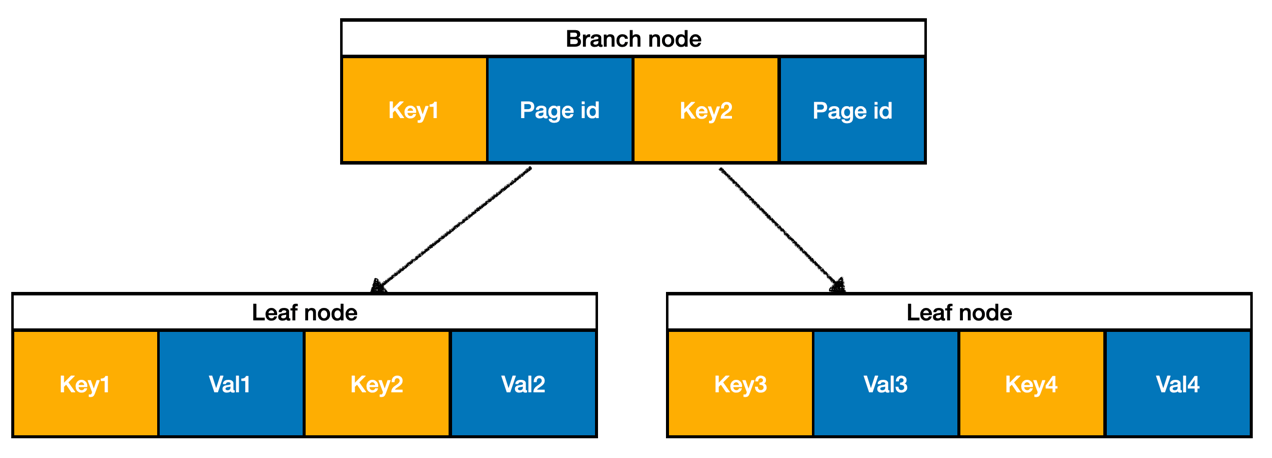 Branch node
Key1 Page id Key2 Page id
Leaf node
Key1 Val1 Key2 Val2
Leaf node
Key3 Val3 Key4 Val4